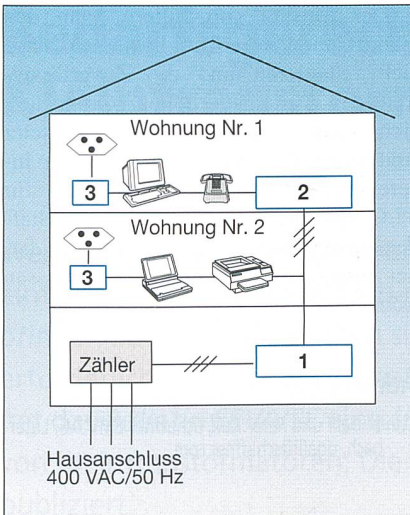 Wohnung Nr. 1
3
2
Wohnung Nr. 2
3
Zähler
1
Hausanschluss
400 VAC/50 Hz